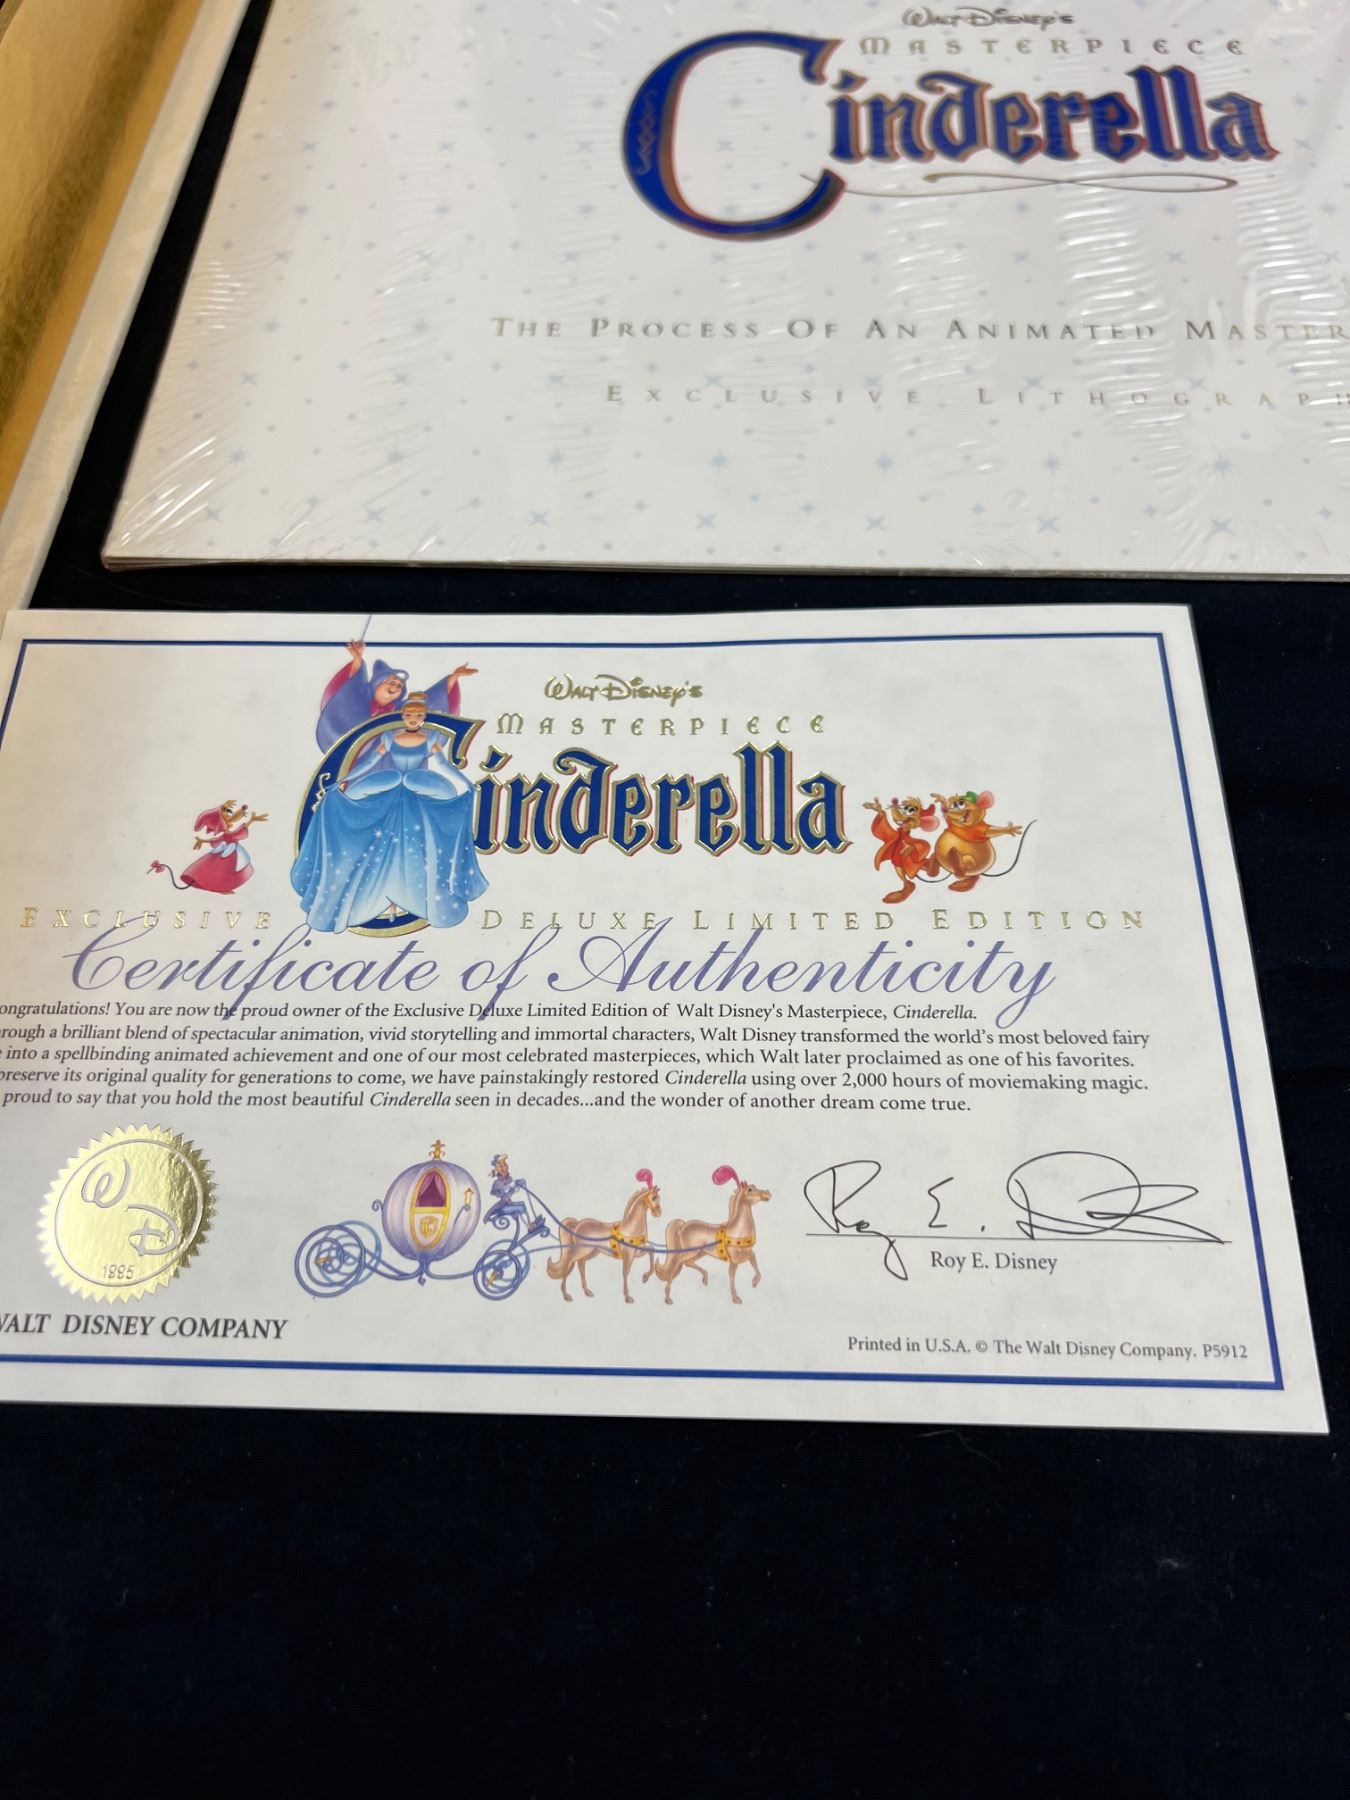 Walt Disney's
MASTERPIECE
Cinderella
THE PROCESS OF AN ANIMATED MASTER
EXCLUSIVE LITHOGRAPH
Walt Disney's
MASTERPIECE
Cinderella
EXCLUSIVE DELUXE LIMITED EDITION
Certificate of Authenticity
ongratulations! You are now the proud owner of the Exclusive Deluxe Limited Edition of Walt Disney's Masterpiece, Cinderella.
rough a brilliant blend of spectacular animation, vivid storytelling and immortal characters, Walt Disney transformed the world's most beloved fairy
into a spellbinding animated achievement and one of our most celebrated masterpieces, which Walt later proclaimed as one of his favorites.
preserve its original quality for generations to come, we have painstakingly restored Cinderella using over 2,000 hours of moviemaking magic.
proud to say that you hold the most beautiful Cinderella seen in decades...and the wonder of another dream come true.
W
D
1995
Roy E. Disney
Roy E. Disney
WALT DISNEY COMPANY
Printed in U.S.A. © The Walt Disney Company. P5912